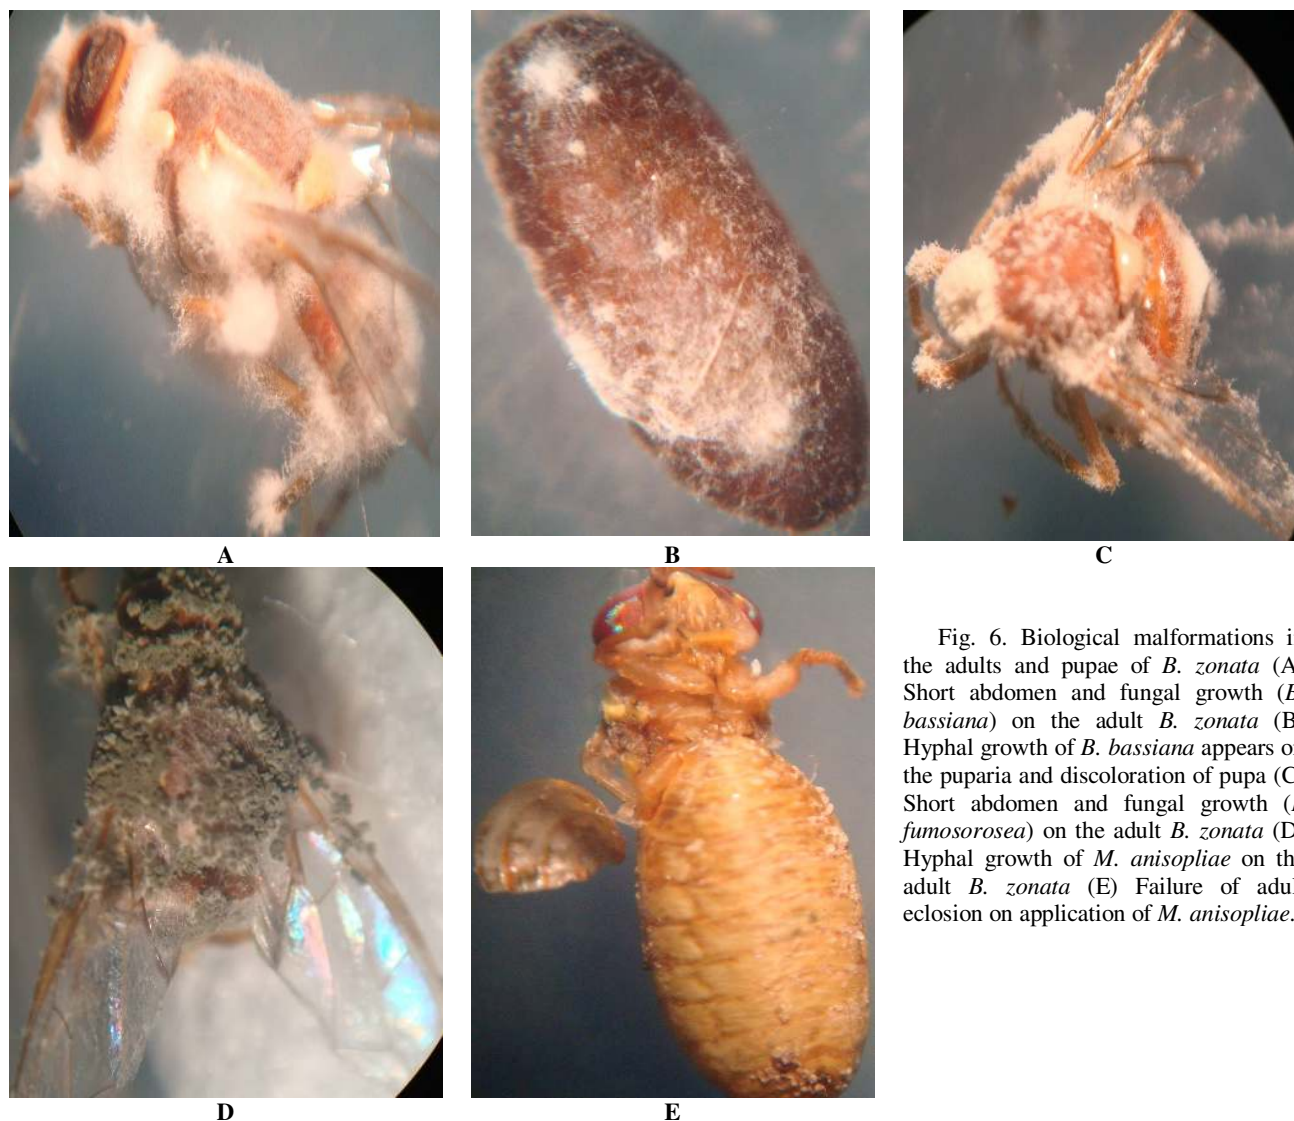 A
B
C
D
E
Fig. 6. Biological malformations i
the adults and pupae of B. zonata (A
Short abdomen and fungal growth (B
bassiana) on the adult B. zonata (B
Hyphal growth of B. bassiana appears o
the puparia and discoloration of pupa (C
Short abdomen and fungal growth (
fumosorosea) on the adult B. zonata (D
Hyphal growth of M. anisopliae on th
adult B. zonata (E) Failure of adul
eclosion on application of M. anisopliae.